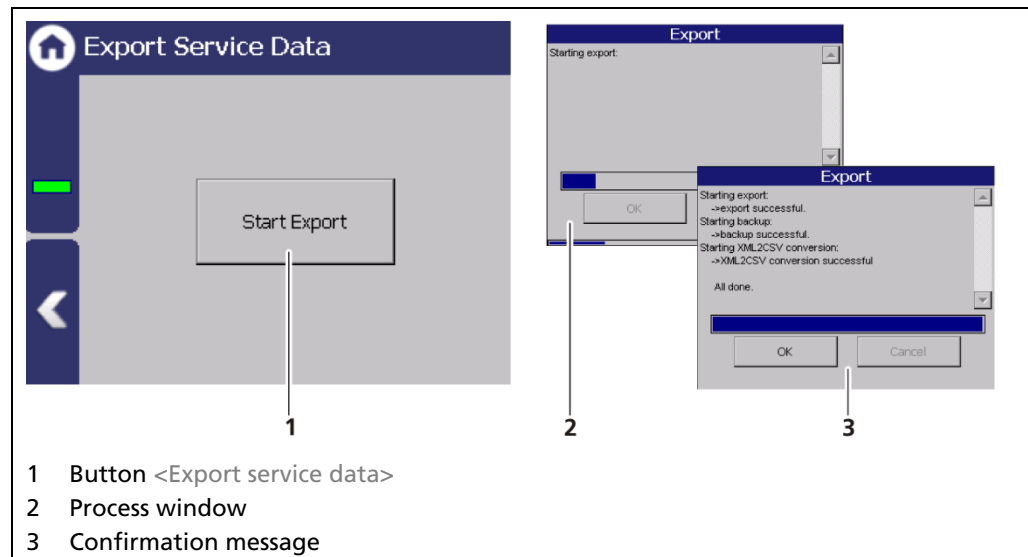 Export Service Data
Start Export
Export
Starting export:
OK
Export
Starting export:
->export successful.
Starting backup:
->backup successful.
Starting XML2CSV conversion:
->XML2CSV conversion successful
All done.
OK Cancel
1 2 3
1 Button <Export service data>
2 Process window
3 Confirmation message